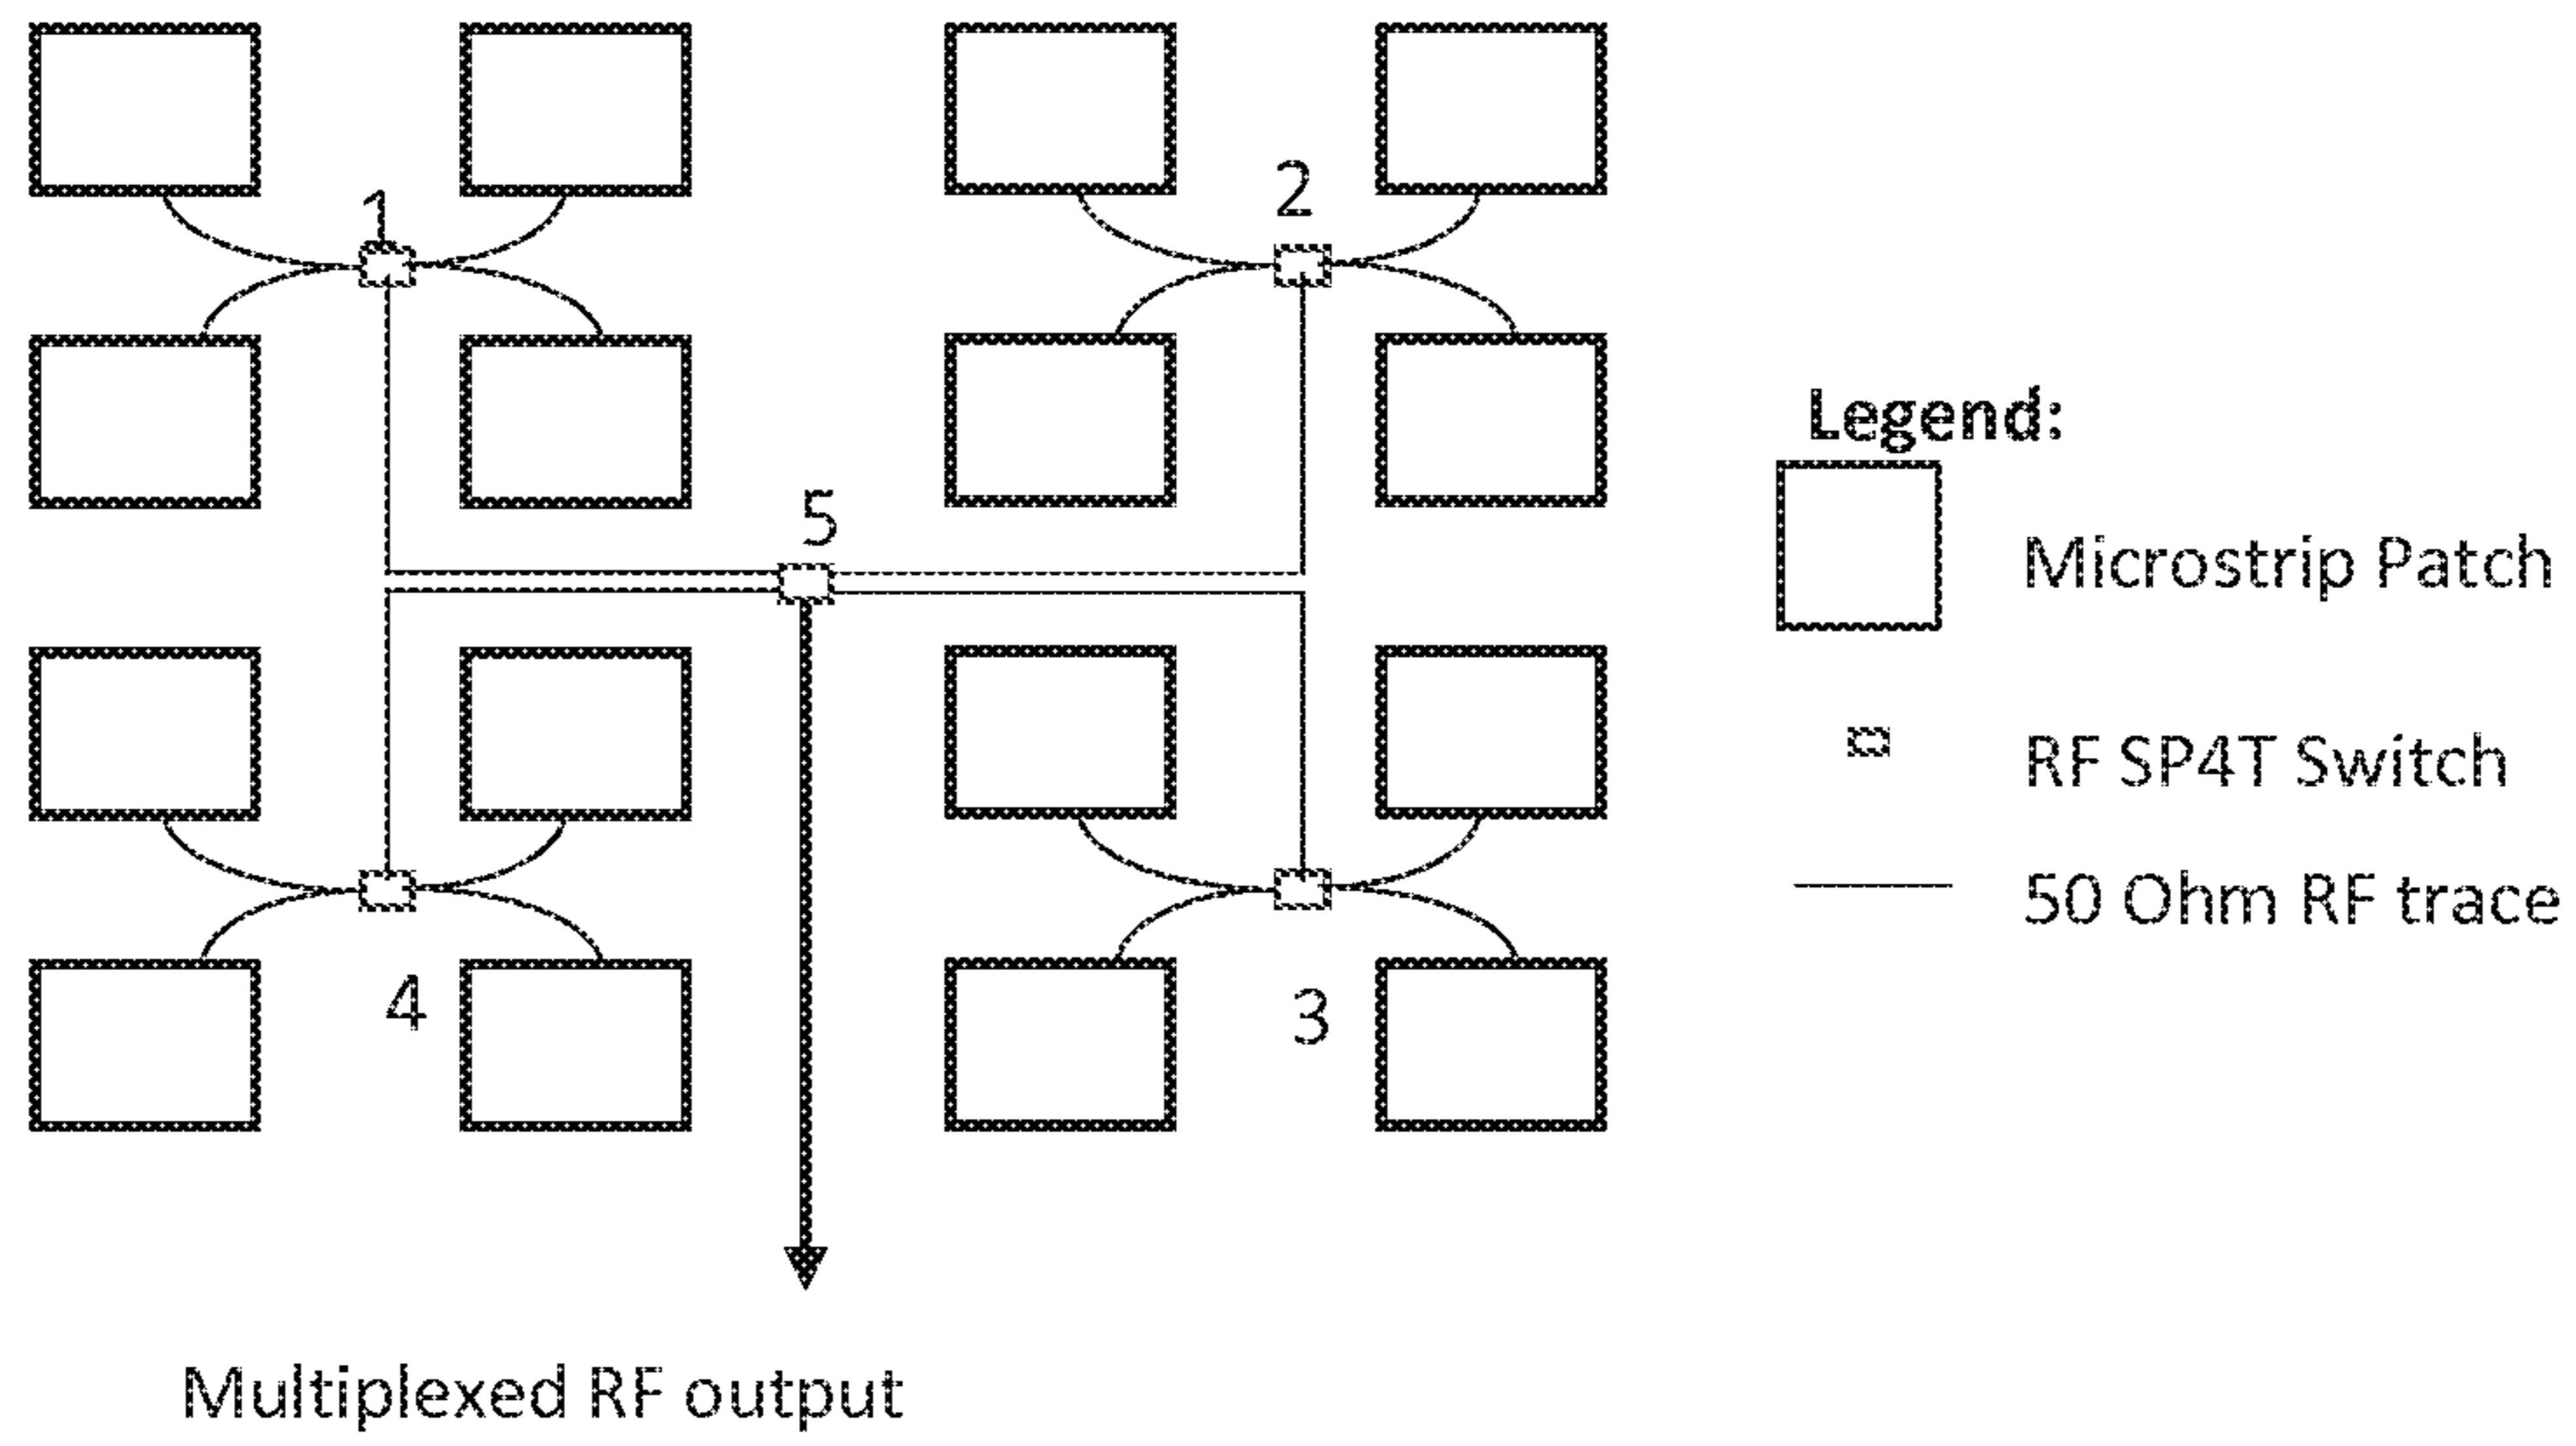 1
2
5
4
3
Legend:
Microstrip Patch
RF SP4T Switch
50 Ohm RF trace
Multiplexed RF output